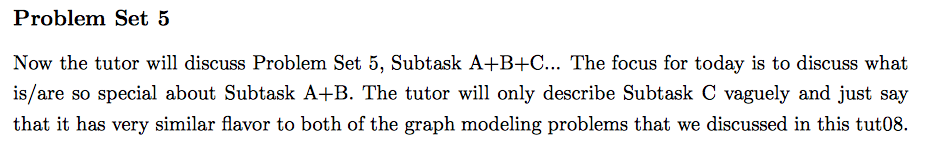 Problem Set 5
Now the tutor will discuss Problem Set 5, Subtask A+B+C... The focus for today is to discuss what
is/are so special about Subtask A+B. The tutor will only describe Subtask C vaguely and just say
that it has very similar flavor to both of the graph modeling problems that we discussed in this tut08.